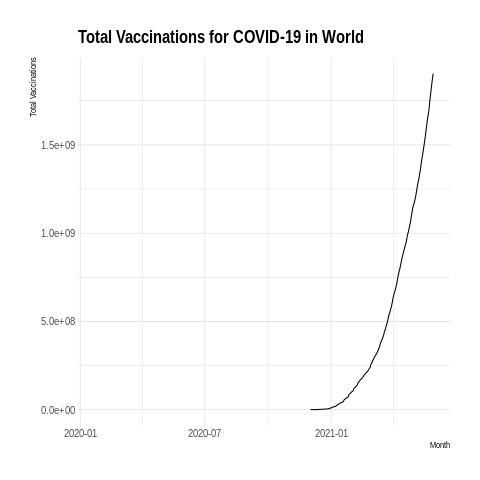 Total Vaccinations for COVID-19 in World
Total Vaccinations
1.5e+09
1.0e+09
5.0e+08
0.0e+00
2020-01 2020-07 2021-01
Month